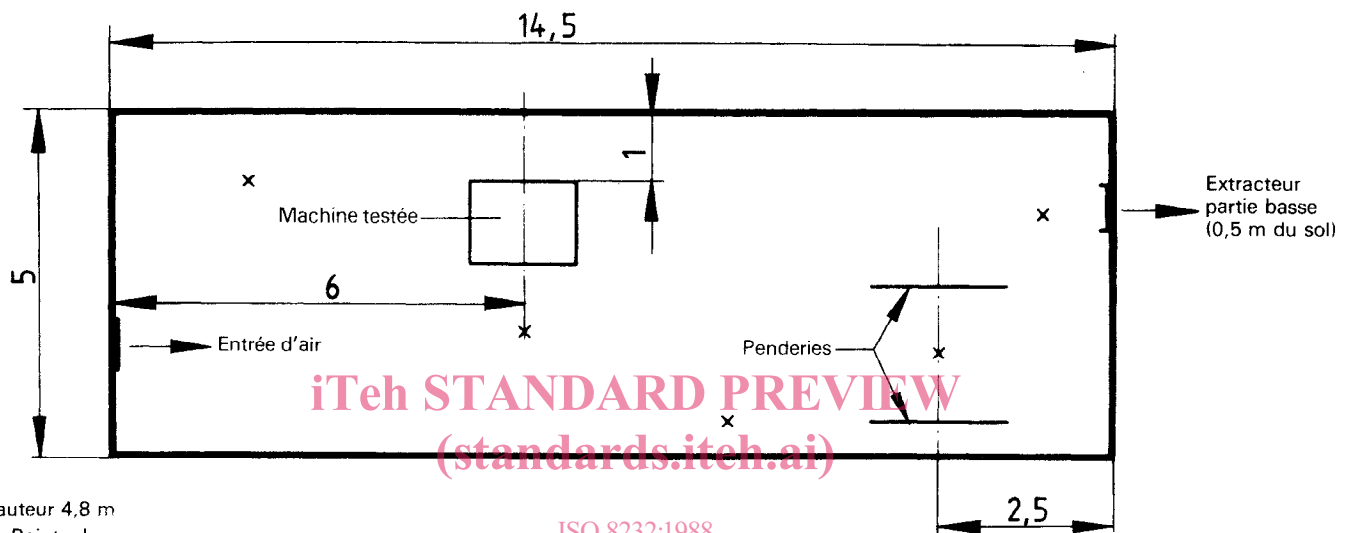 14,5
1
Machine testée
Extracteur
partie basse
(0,5 m du sol)
5
6
Entrée d'air
Penderies
iTeh STANDARD PREVIEW
(standards.iteh.ai)
2,5
auteur 4,8 m
ISO 8232:1988